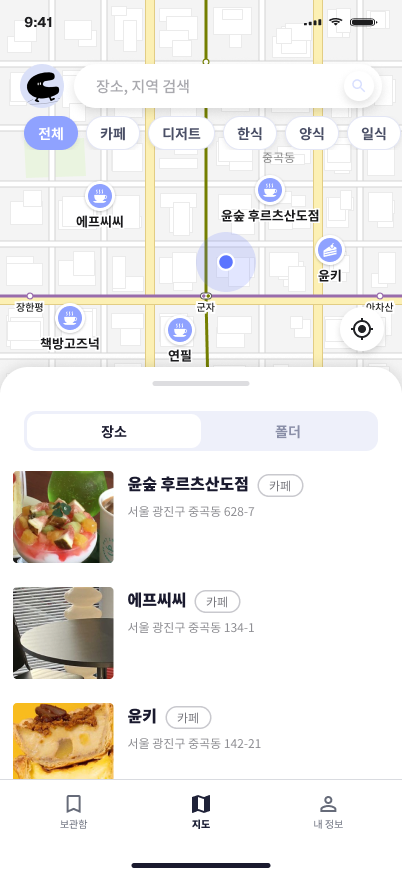 9:41
장소, 지역 검색
전체 카페 디저트 한식 양식 일식
중곡동
에프씨씨
윤숲 후르츠산도점
윤키
장한평
군자
아차산
책방고즈넉
연필
장소 폴더
윤숲 후르츠산도점 카페
서울 광진구 중곡동 628-7
에프씨씨 카페
서울 광진구 중곡동 134-1
윤키 카페
서울 광진구 중곡동 142-21
보관함 지도 내 정보